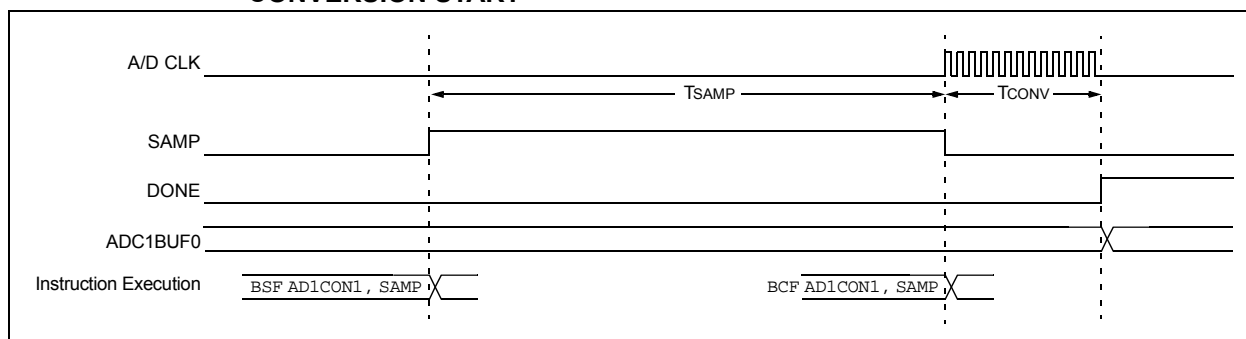 CONVERSION START
A/D CLK
TSAMP
TCONV
SAMP
DONE
ADC1BUF0
Instruction Execution
BSF AD1CON1, SAMP
BCF AD1CON1, SAMP